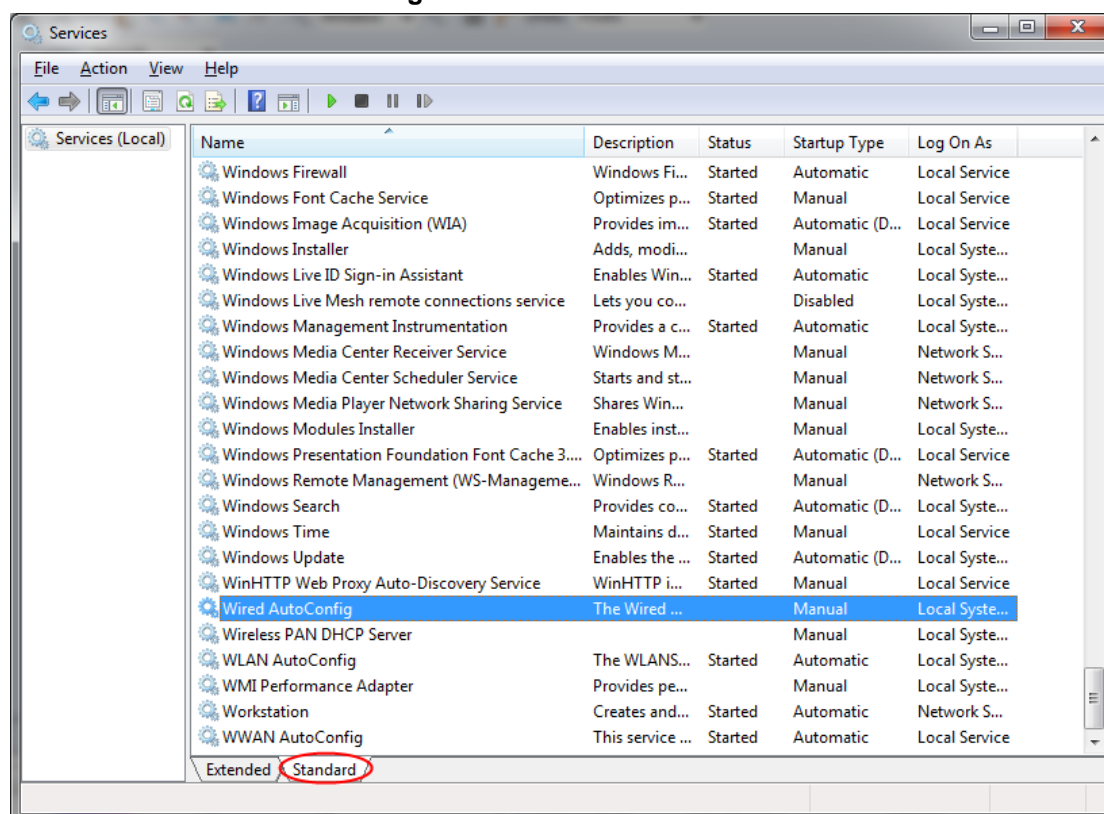 Services
File Action View Help
Services (Local)
Name Description Status Startup Type Log On As
Windows Firewall Windows Fi... Started Automatic Local Service
Windows Font Cache Service Optimizes p... Started Manual Local Service
Windows Image Acquisition (WIA) Provides im... Started Automatic (D... Local Service
Windows Installer Adds, modi... Manual Local Syste...
Windows Live ID Sign-in Assistant Enables Win... Started Automatic Local Syste...
Windows Live Mesh remote connections service Lets you co... Disabled Local Syste...
Windows Management Instrumentation Provides a c... Started Automatic Local Syste...
Windows Media Center Receiver Service Windows M... Manual Network S...
Windows Media Center Scheduler Service Starts and st... Manual Network S...
Windows Media Player Network Sharing Service Shares Win... Manual Network S...
Windows Modules Installer Enables inst... Manual Local Syste...
Windows Presentation Foundation Font Cache 3.... Optimizes p... Started Automatic (D... Local Service
Windows Remote Management (WS-Manageme... Windows R... Manual Network S...
Windows Search Provides co... Started Automatic (D... Local Syste...
Windows Time Maintains d... Started Manual Local Service
Windows Update Enables the ... Started Automatic (D... Local Syste...
WinHTTP Web Proxy Auto-Discovery Service WinHTTP i... Started Manual Local Service
Wired AutoConfig The Wired ... Manual Local Syste...
Wireless PAN DHCP Server Manual Local Syste...
WLAN AutoConfig The WLANS... Started Automatic Local Syste...
WMI Performance Adapter Provides pe... Manual Local Syste...
Workstation Creates and... Started Automatic Network S...
WWAN AutoConfig This service ... Started Automatic Local Service
Extended Standard